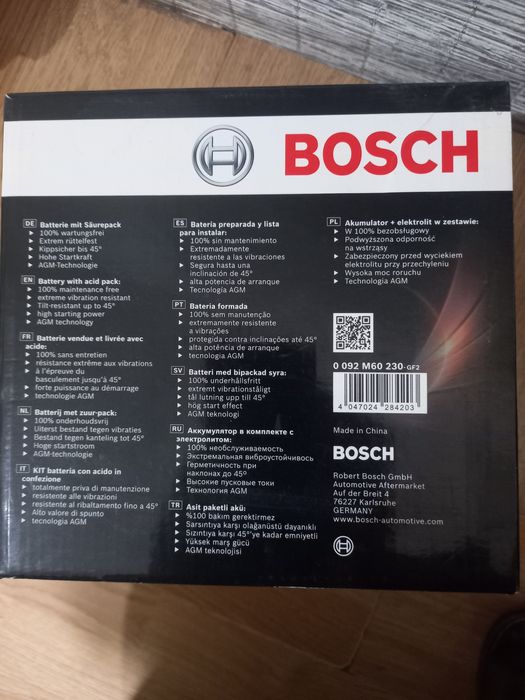 BOSCH
DE Batterie mit Säurepack
► 100% wartungsfrei
► Extrem rüttelfest
► Kippsicher bis 45°
► Hohe Startkraft
► AGM-Technologie
EN Battery with acid pack:
► 100% maintenance free
► extreme vibration resistant
► Tilt-resistant up to 45°
► high starting power
► AGM technology
FR Batterie vendue et livrée avec
acide:
► 100% sans entretien
► résistance extrême aux vibrations
► à l'épreuve du
basculement jusqu'à 45°
► forte puissance au démarrage
► technologie AGM
NL Batterij met zuur-pack:
► 100% onderhoudsvrij
► Uiterst bestand tegen vibraties
► Bestand tegen kanteling tot 45°
► Hoge startstroom
► AGM-technologie
IT KIT batteria con acido in
confezione
► totalmente priva di manutenzione
► resistente alle vibrazioni
► resistente al ribaltamento fino a 45°
► Alto valore di spunto
► tecnologia AGM
ES Batería preparada y lista
para instalar:
► 100% sin mantenimiento
► Extremadamente
resistente a las vibraciones
► Segura hasta una
inclinación de 45°
► alta potencia de arranque
► Tecnología AGM
PT Bateria formada
► 100% sem manutenção
► extremamente resistente
a vibrações
► protegida contra inclinações até 45°
► alta potência de arranque
► tecnologia AGM
SV Batteri med bipackad syra:
► 100% underhållsfritt
► extremt vibrationståligt
► tål lutning upp till 45°
► hög start effect
► AGM teknologi
RU Аккумулятор в комплекте с
электролитом:
► 100% необслуживаемость
► Экстремальная виброустойчивось
► Герметичность при
наклонах до 45°
► Высокие пусковые токи
► Технология AGM
TR Asit paketli akü:
► %100 bakım gerektirmez
► Sarsıntıya karşı olağanüstü dayanıklı
► Sızıntıya karşı 45°'ye kadar emniyetli
► Yüksek marş gücü
► AGM teknolojisi
PL Akumulator + elektrolit w zestawie:
► W 100% bezobsługowy
► Podwyższona odporność
na wstrząsy
► Zabezpieczony przed wyciekiem
elektrolitu przy przechyleniu
► Wysoka moc rozruchu
► Technologia AGM
0 092 M60 230-GF2
4 047024 284203
Made in China
BOSCH
Robert Bosch GmbH
Automotive Aftermarket
Auf der Breit 4
76227 Karlsruhe
GERMANY
www.bosch-automotive.com